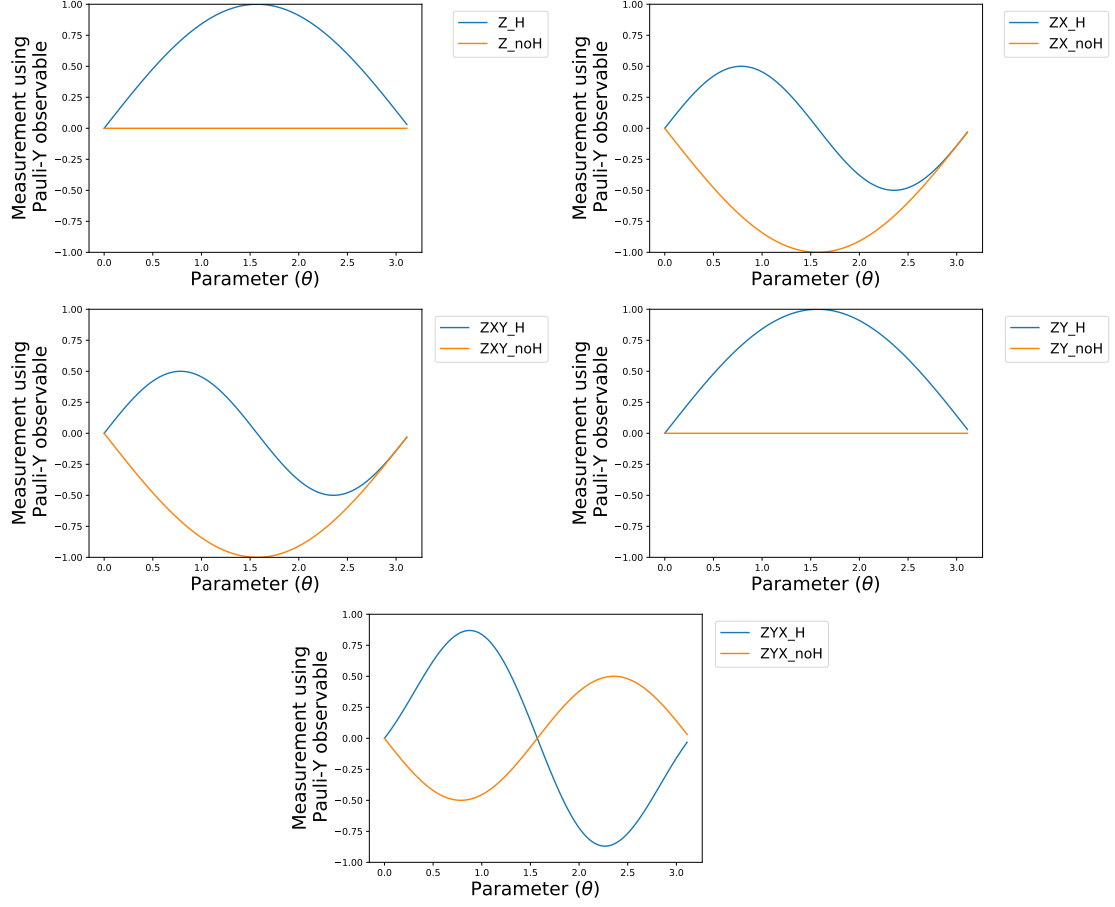 Measurement using
Pauli-Y observable
1.00
0.75
0.50
0.25
0.00
−0.25
−0.50
−0.75
−1.00
0.0 0.5 1.0 1.5 2.0 2.5 3.0
Parameter (θ)
Z_H
Z_noH
Measurement using
Pauli-Y observable
1.00
0.75
0.50
0.25
0.00
−0.25
−0.50
−0.75
−1.00
0.0 0.5 1.0 1.5 2.0 2.5 3.0
Parameter (θ)
ZX_H
ZX_noH
Measurement using
Pauli-Y observable
1.00
0.75
0.50
0.25
0.00
−0.25
−0.50
−0.75
−1.00
0.0 0.5 1.0 1.5 2.0 2.5 3.0
Parameter (θ)
ZXY_H
ZXY_noH
Measurement using
Pauli-Y observable
1.00
0.75
0.50
0.25
0.00
−0.25
−0.50
−0.75
−1.00
0.0 0.5 1.0 1.5 2.0 2.5 3.0
Parameter (θ)
ZY_H
ZY_noH
Measurement using
Pauli-Y observable
1.00
0.75
0.50
0.25
0.00
−0.25
−0.50
−0.75
−1.00
0.0 0.5 1.0 1.5 2.0 2.5 3.0
Parameter (θ)
ZYX_H
ZYX_noH